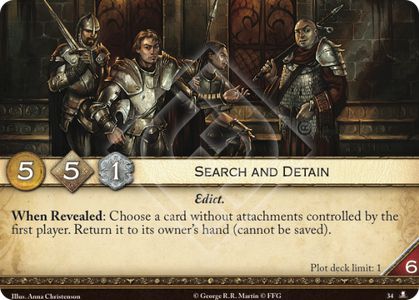 5 5 1 Search and Detain
Edict.
When Revealed: Choose a card without attachments controlled by the
first player. Return it to its owner's hand (cannot be saved).
Plot deck limit: 1
6
Illus. Anna Christenson © George R.R. Martin © FFG 34